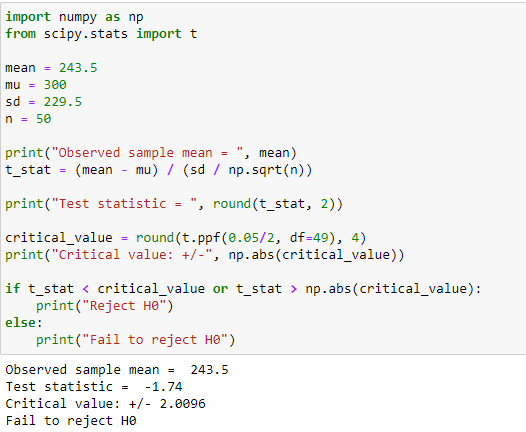 import numpy as np
from scipy.stats import t
mean = 243.5
mu = 300
sd = 229.5
n = 50
print("Observed sample mean = ", mean)
t_stat = (mean - mu) / (sd / np.sqrt(n))
print("Test statistic = ", round(t_stat, 2))
critical_value = round(t.ppf(0.05/2, df=49), 4)
print("Critical value: +/-", np.abs(critical_value))
if t_stat < critical_value or t_stat > np.abs(critical_value):
    print("Reject H0")
else:
    print("Fail to reject H0")
Observed sample mean =  243.5
Test statistic =  -1.74
Critical value: +/- 2.0096
Fail to reject H0